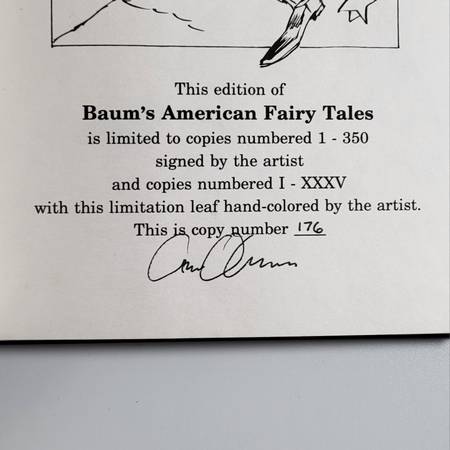 This edition of
Baum's American Fairy Tales
is limited to copies numbered 1 - 350
signed by the artist
and copies numbered I - XXXV
with this limitation leaf hand-colored by the artist.
This is copy number 176